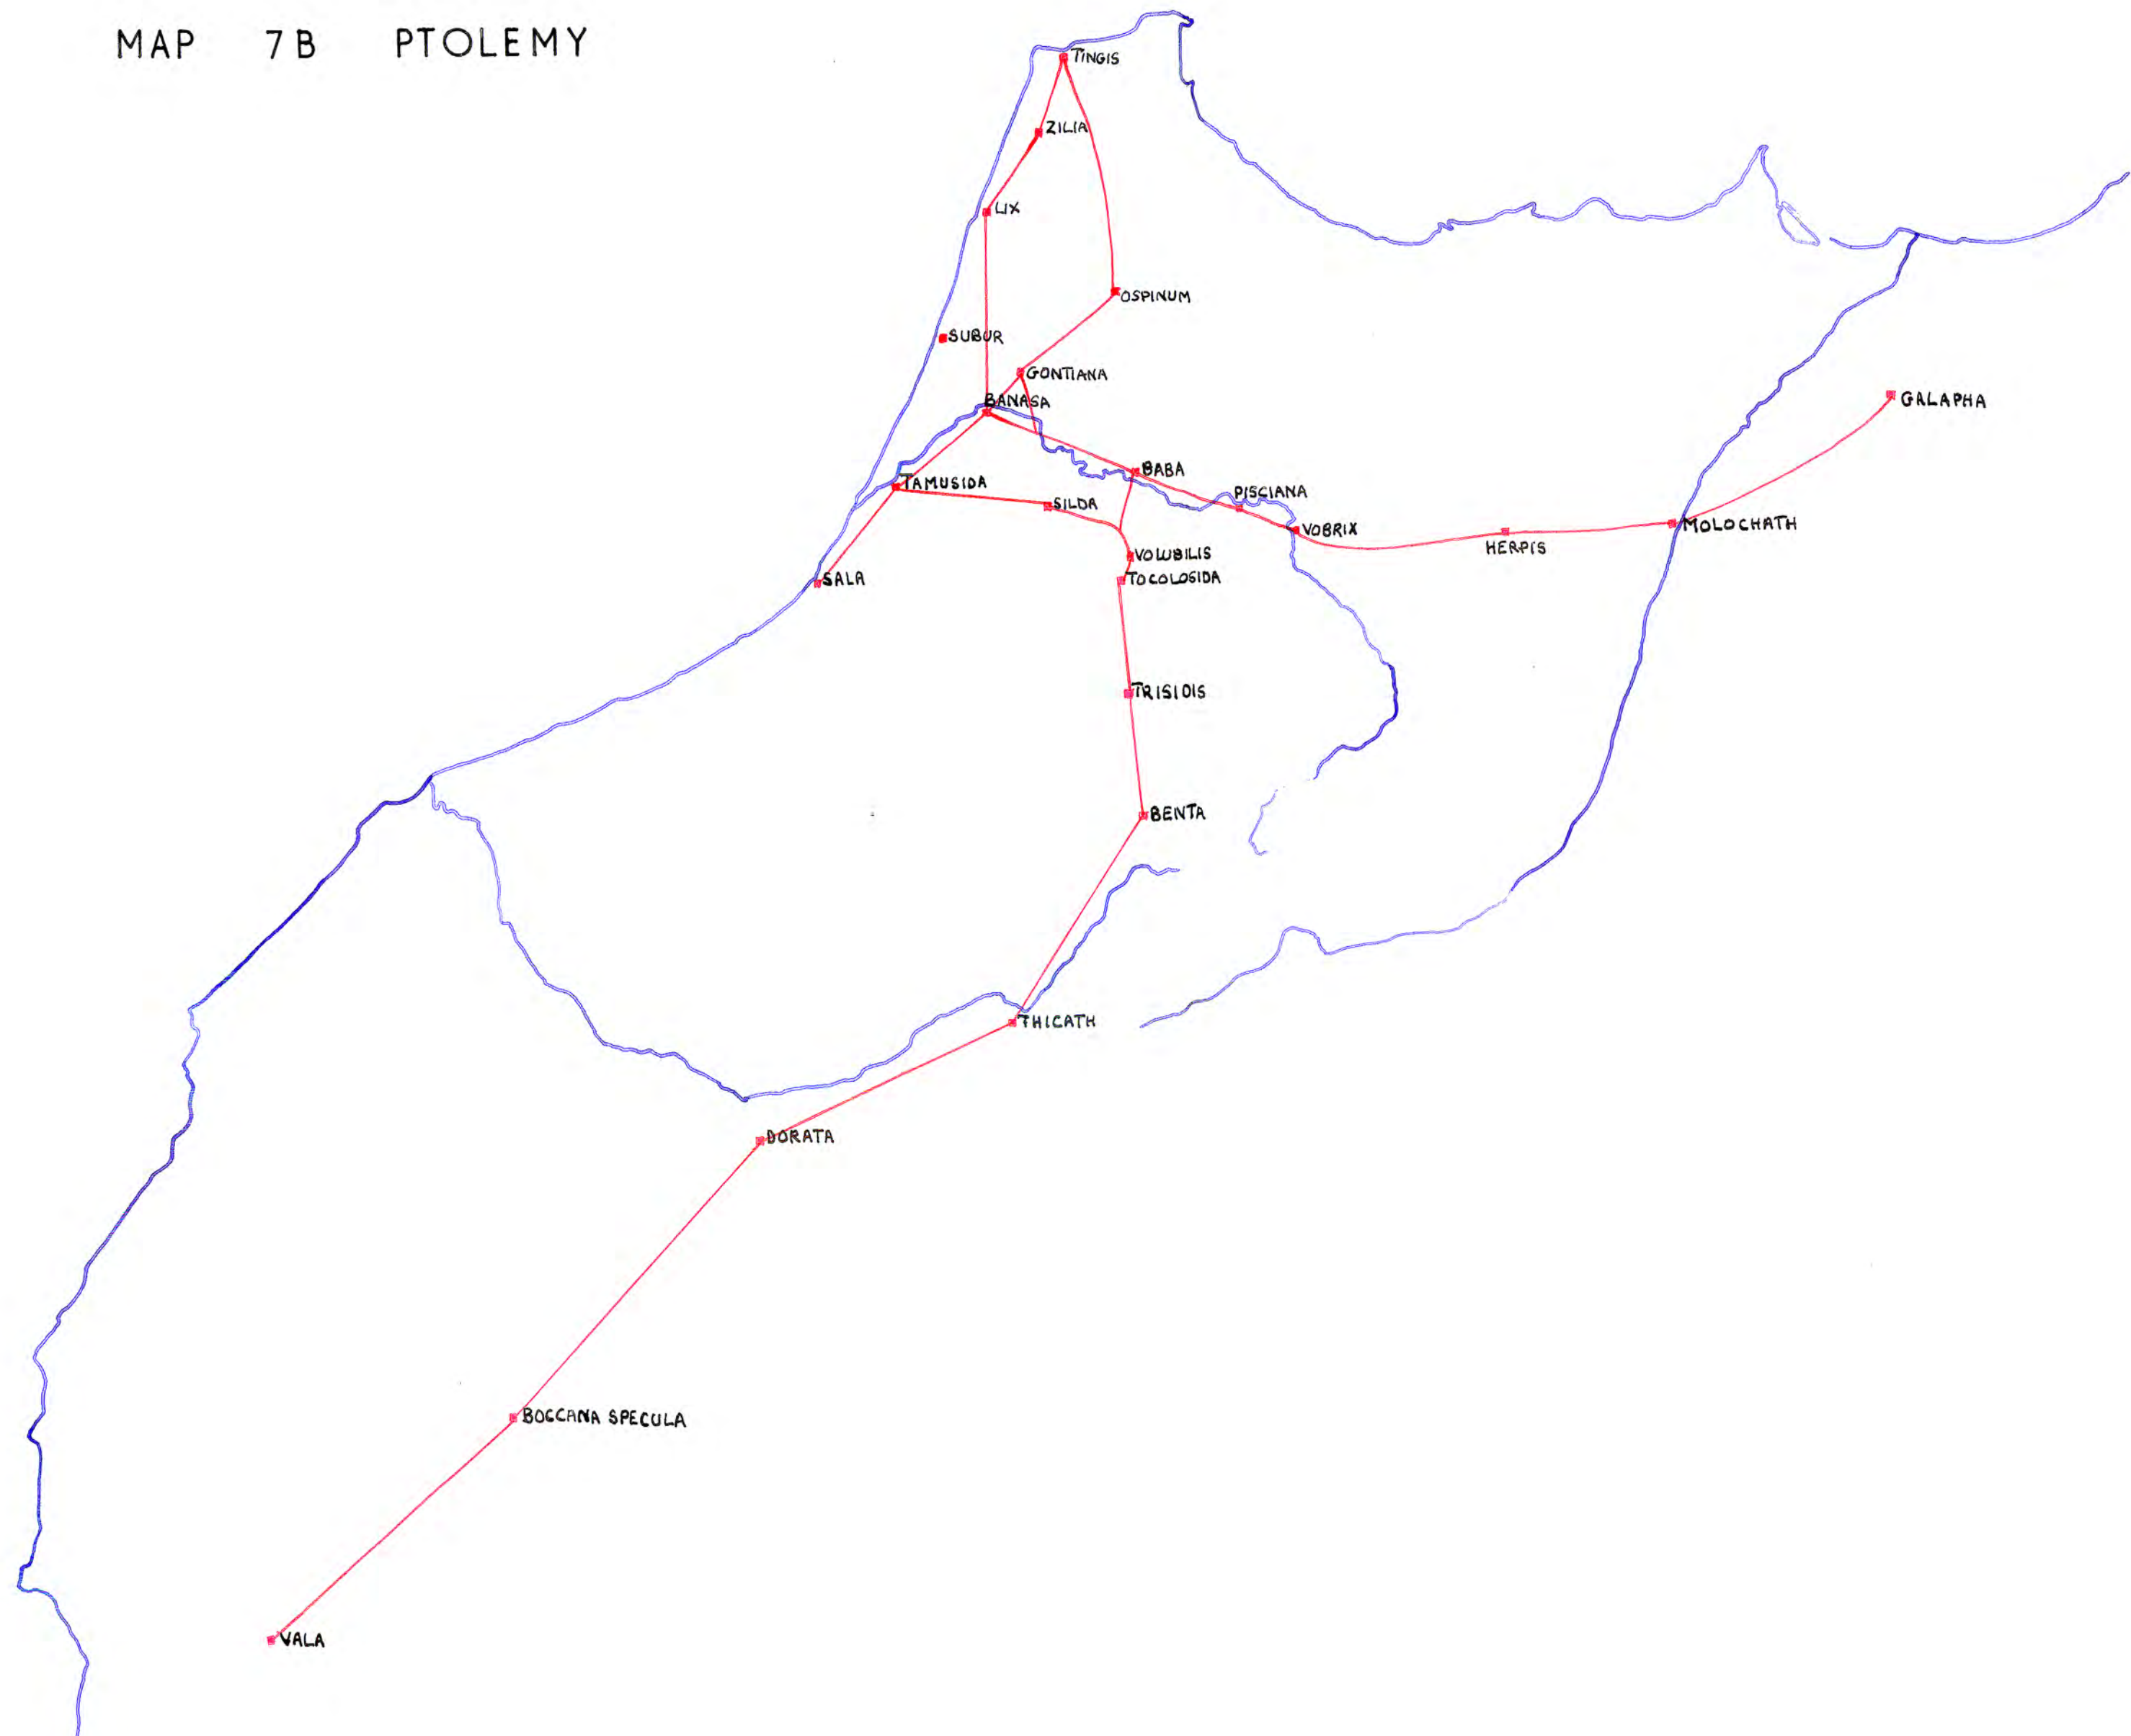 MAP 7B PTOLEMY
TINGIS
ZILIA
LIX
OSPINUM
SUBUR
GONTIANA
BANASA
GALAPHA
BABA
TAMUSIDA
PISCIANA
SILDA
VOBRIX
MOLOCHATH
HERPIS
VOLUBILIS
SALA
TOCOLOSIDA
TRISIDIS
BENTA
THICATH
DORATA
BOCCANA SPECULA
VALA